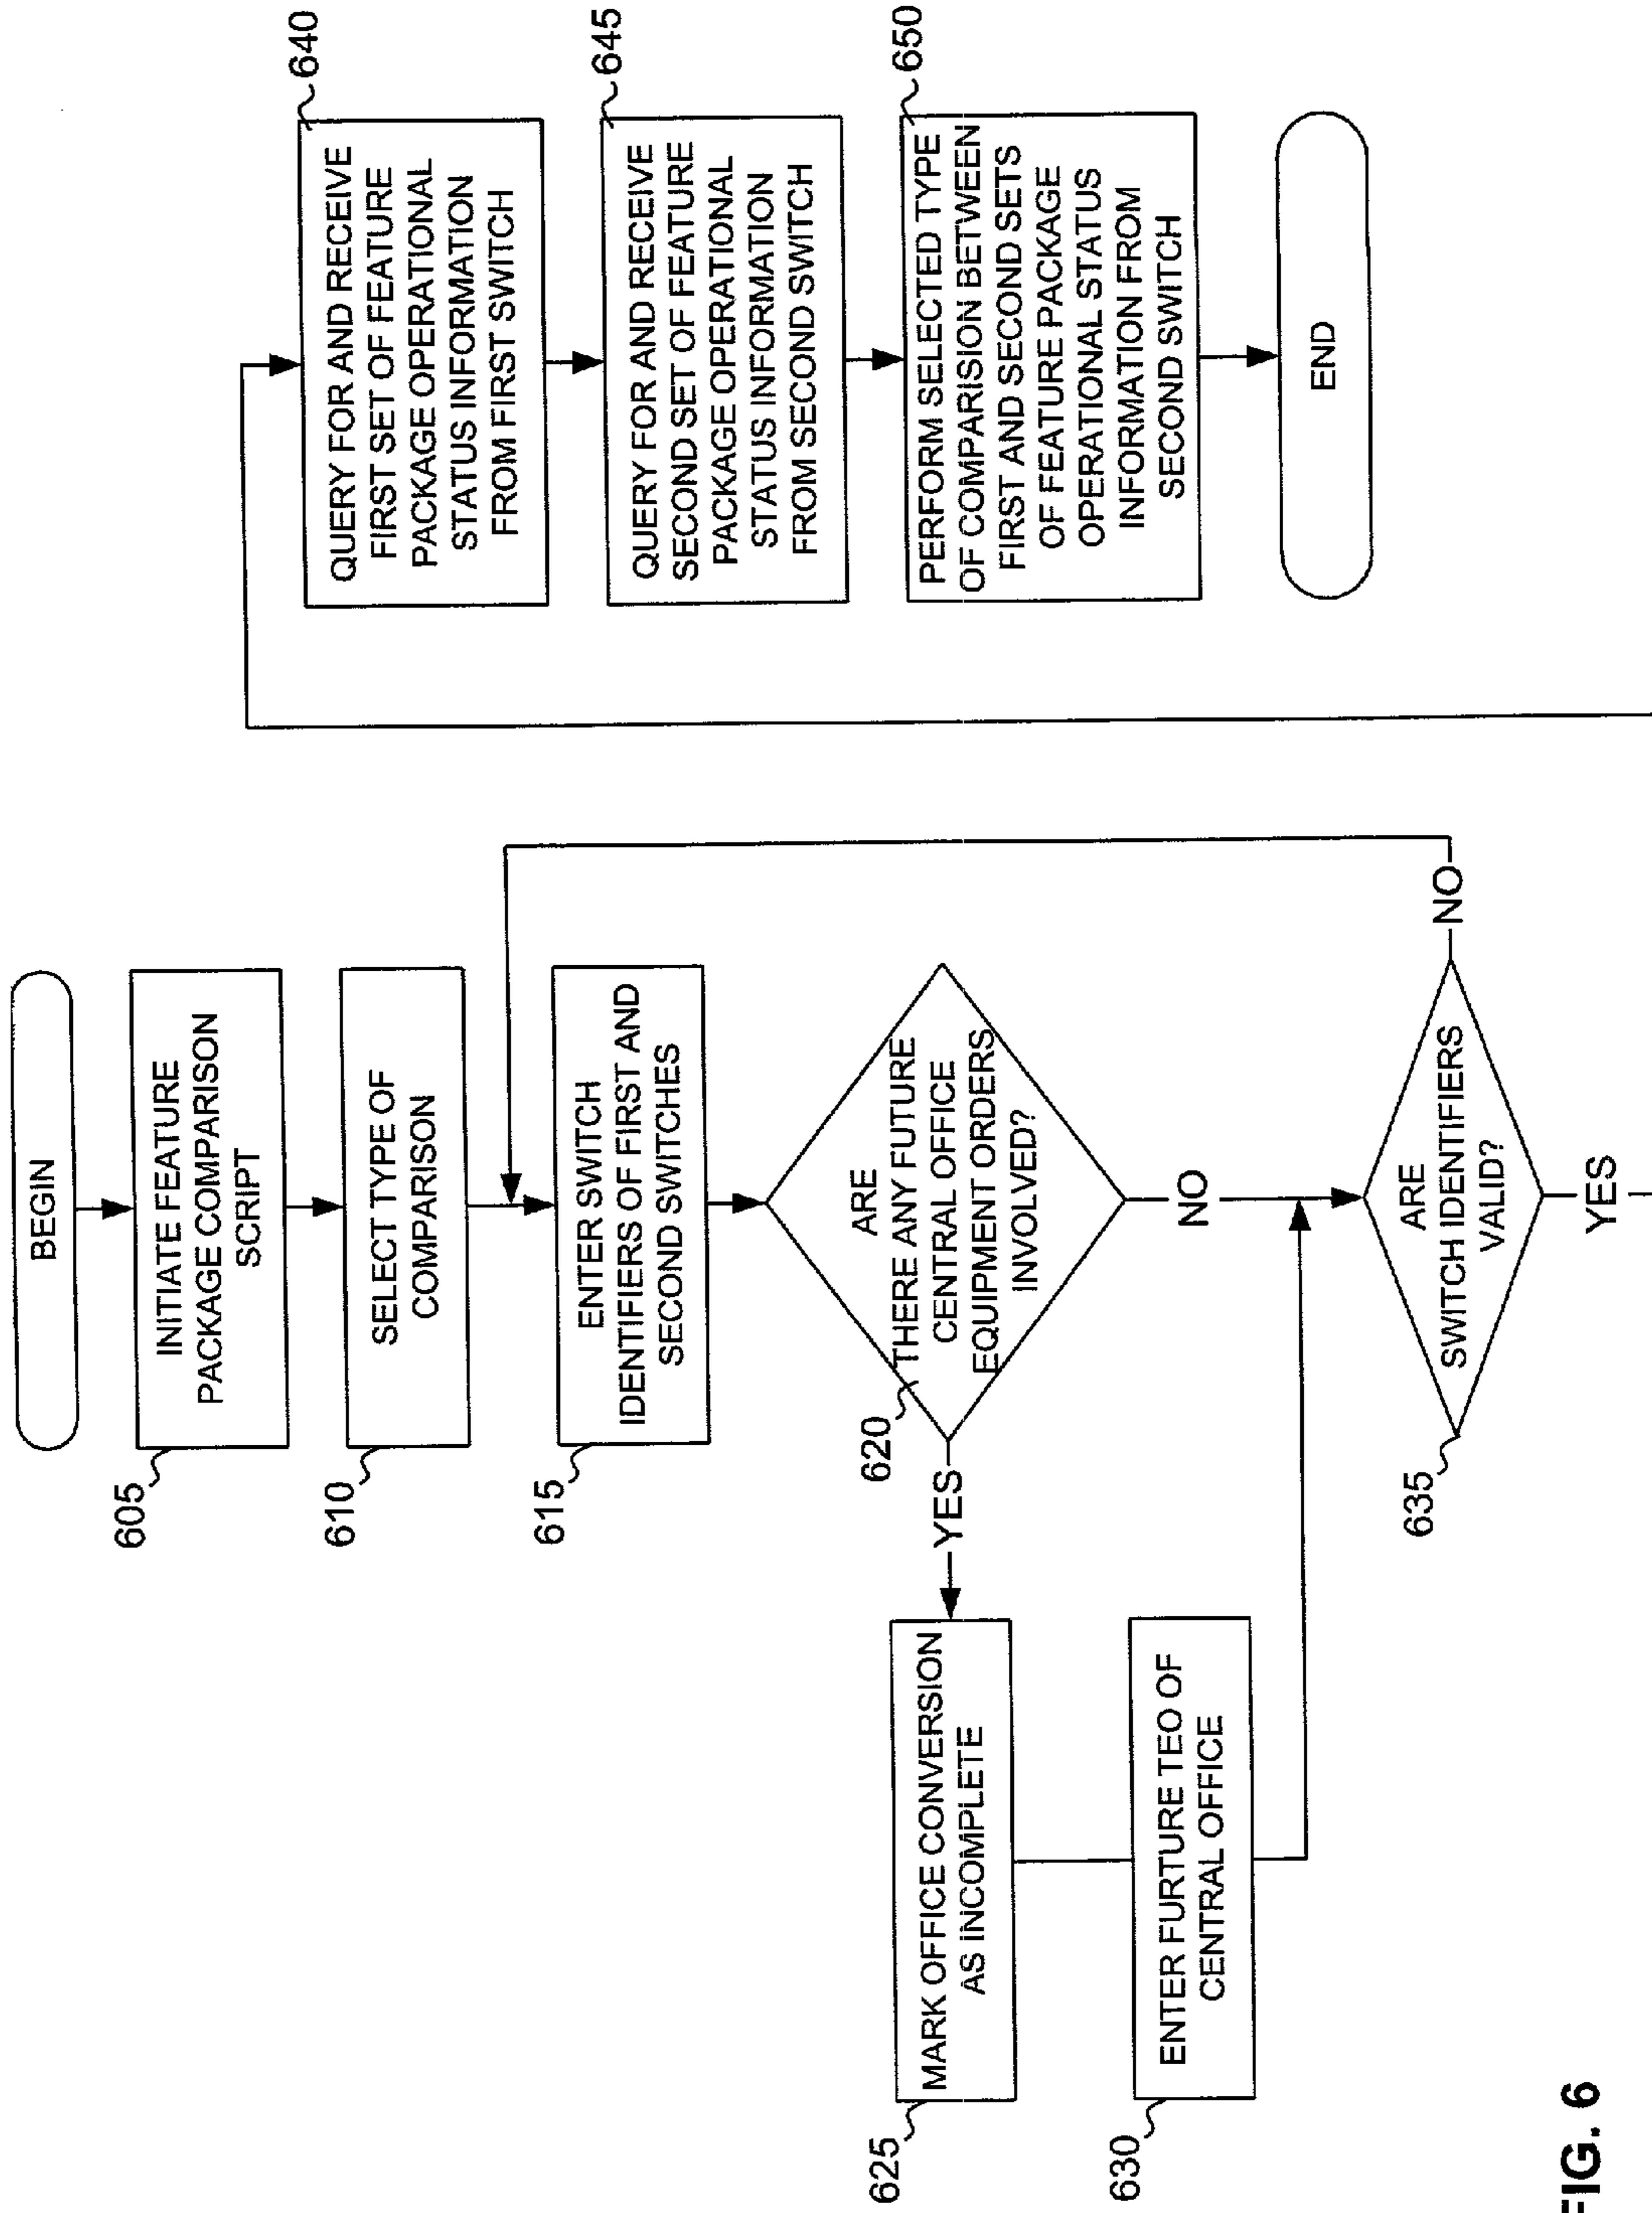 BEGIN
605
INITIATE FEATURE
PACKAGE COMPARISON
SCRIPT
610
SELECT TYPE OF
COMPARISON
615
ENTER SWITCH
IDENTIFIERS OF FIRST AND
SECOND SWITCHES
620
ARE
THERE ANY FUTURE
CENTRAL OFFICE
EQUIPMENT ORDERS
INVOLVED?
YES
NO
625
MARK OFFICE CONVERSION
AS INCOMPLETE
630
ENTER FURTURE TEO OF
CENTRAL OFFICE
635
ARE
SWITCH IDENTIFIERS
VALID?
NO
YES
640
QUERY FOR AND RECEIVE
FIRST SET OF FEATURE
PACKAGE OPERATIONAL
STATUS INFORMATION
FROM FIRST SWITCH
645
QUERY FOR AND RECEIVE
SECOND SET OF FEATURE
PACKAGE OPERATIONAL
STATUS INFORMATION
FROM SECOND SWITCH
650
PERFORM SELECTED TYPE
OF COMPARISION BETWEEN
FIRST AND SECOND SETS
OF FEATURE PACKAGE
OPERATIONAL STATUS
INFORMATION FROM
SECOND SWITCH
END
FIG. 6